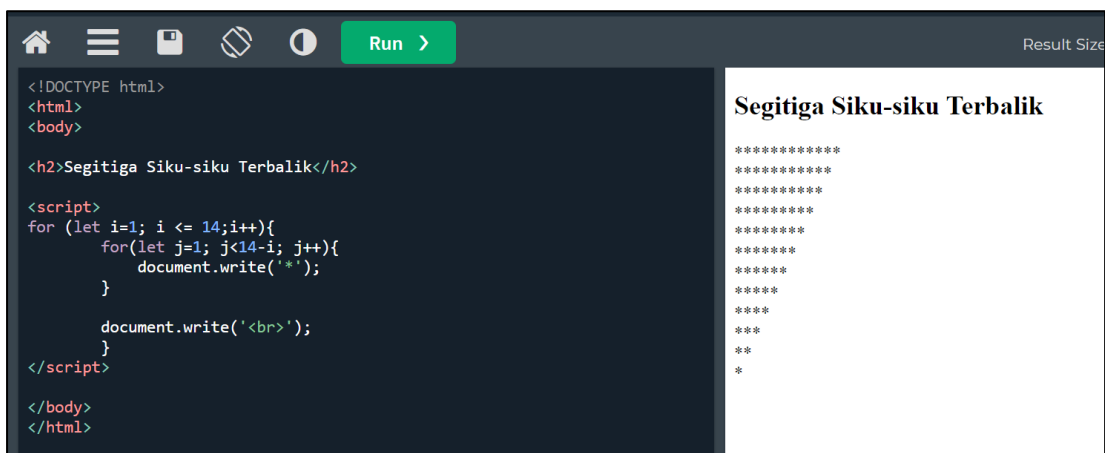 Run ❯
Result Size
<!DOCTYPE html>
<html>
<body>
<h2>Segitiga Siku-siku Terbalik</h2>
<script>
for (let i=1; i <= 14;i++){
for(let j=1; j<14-i; j++){
document.write('*');
}
document.write('<br>');
}
</script>
</body>
</html>
Segitiga Siku-siku Terbalik
************
***********
**********
*********
********
*******
******
*****
****
***
**
*